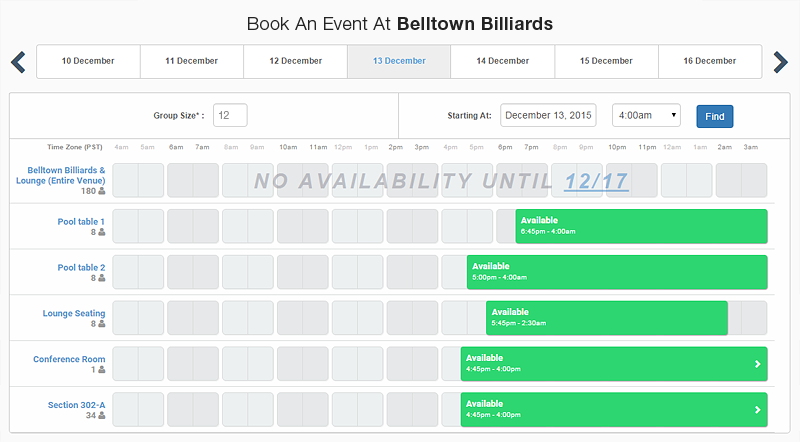 Book An Event At Belltown Billiards
10 December 11 December 12 December 13 December 14 December 15 December 16 December
Group Size* : 12 Starting At: December 13, 2015 4:00am Find
Time Zone (PST) 4am 5am 6am 7am 8am 9am 10am 11am 12pm 1pm 2pm 3pm 4pm 5pm 6pm 7pm 8pm 9pm 10pm 11pm 12am 1am 2am 3am
Belltown Billiards &
Lounge (Entire Venue)
180
NO AVAILABILITY UNTIL 12/17
Pool table 1
8
Available
6:45pm - 4:00am
Pool table 2
8
Available
5:00pm - 4:00am
Lounge Seating
8
Available
5:45pm - 2:30am
Conference Room
1
Available
4:45pm - 4:00pm
Section 302-A
34
Available
4:45pm - 4:00pm